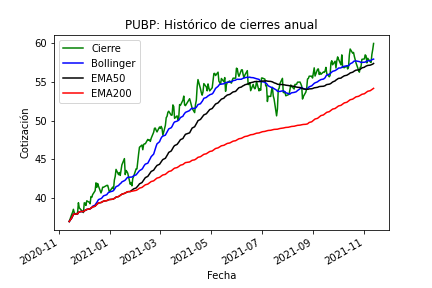 PUBP: Histórico de cierres anual
60
55
50
45
40
Cotización
Cierre
Bollinger
EMA50
EMA200
2020-11
2021-01
2021-03
2021-05
2021-07
2021-09
2021-11
Fecha